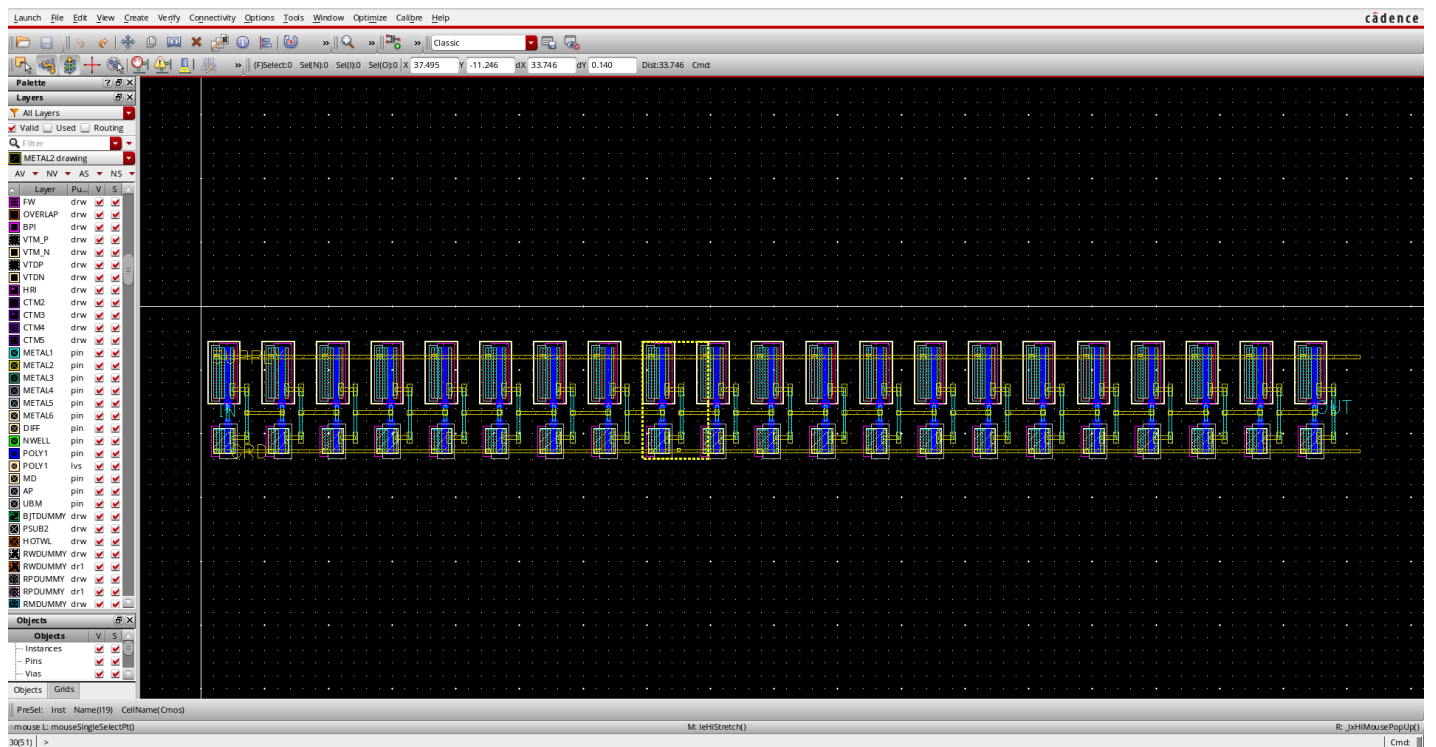 Launch File Edit View Create Verify Connectivity Options Tools Window Optimize Calibre Help
cādence
» » » Classic
» (F)Select:0 Sel(N):0 Sel(I):0 Sel(O):0 X 37.495 Y -11.246 dX 33.746 dY 0.140 Dist:33.746 Cmd:
Palette
Layers
All Layers
Valid Used Routing
Filter
METAL2 drawing
AV NV AS NS
Layer Pu... V S
FW drw
OVERLAP drw
BPI drw
VTM_P drw
VTM_N drw
VTDP drw
VTDN drw
HRI drw
CTM2 drw
CTM3 drw
CTM4 drw
CTM5 drw
METAL1 pin
METAL2 pin
METAL3 pin
METAL4 pin
METAL5 pin
METAL6 pin
DIFF pin
NWELL pin
POLY1 pin
POLY1 lvs
MD pin
AP pin
UBM pin
BJTDUMMY drw
PSUB2 drw
HOTWL drw
RWDUMMY drw
RWDUMMY dr1
RPDUMMY drw
RPDUMMY dr1
RMDUMMY drw
IN
OUT
Objects
Objects V S
Instances
Pins
Vias
Objects Grids
PreSel: Inst Name(I19) CellName(Cmos)
mouse L: mouseSingleSelectPt() M: leHiStretch() R: _lxHiMousePopUp()
30(51) > Cmd: